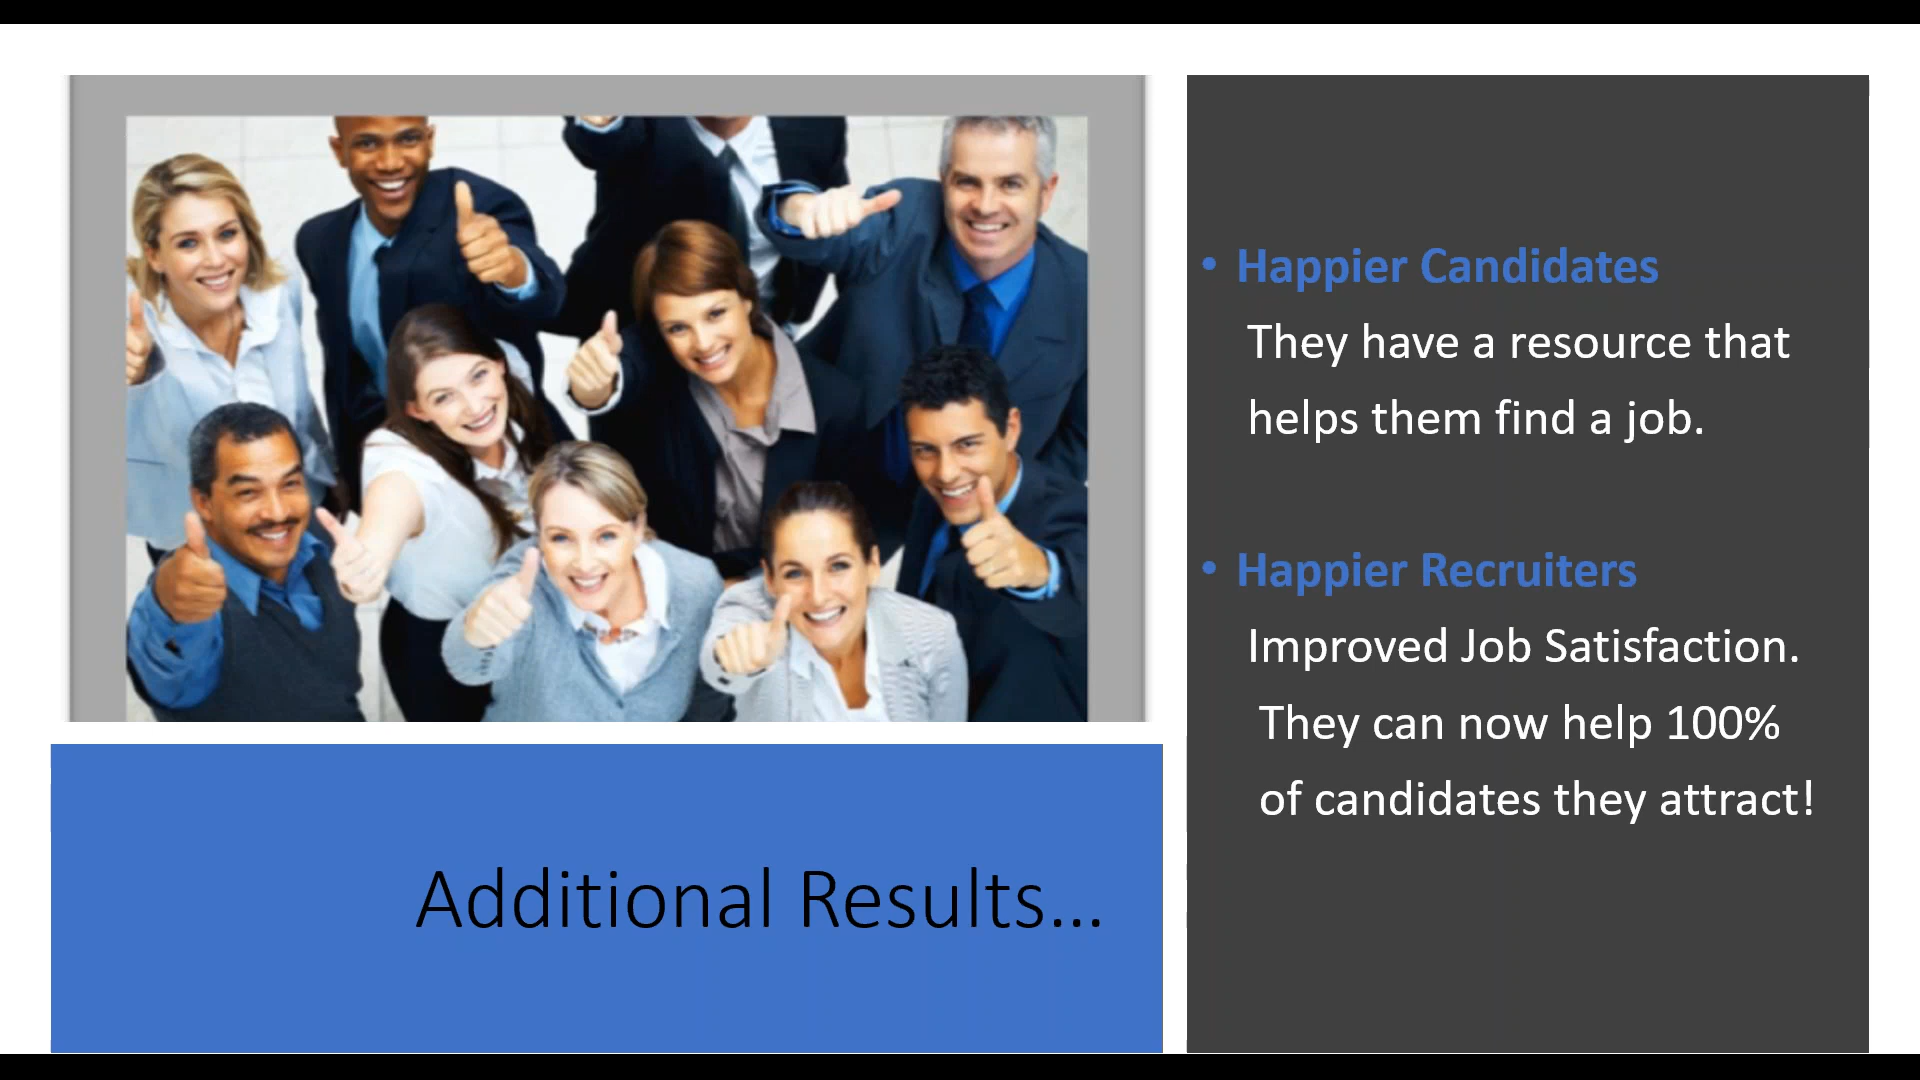 • Happier Candidates
They have a resource that
helps them find a job.
• Happier Recruiters
Improved Job Satisfaction.
They can now help 100%
of candidates they attract!
Additional Results...